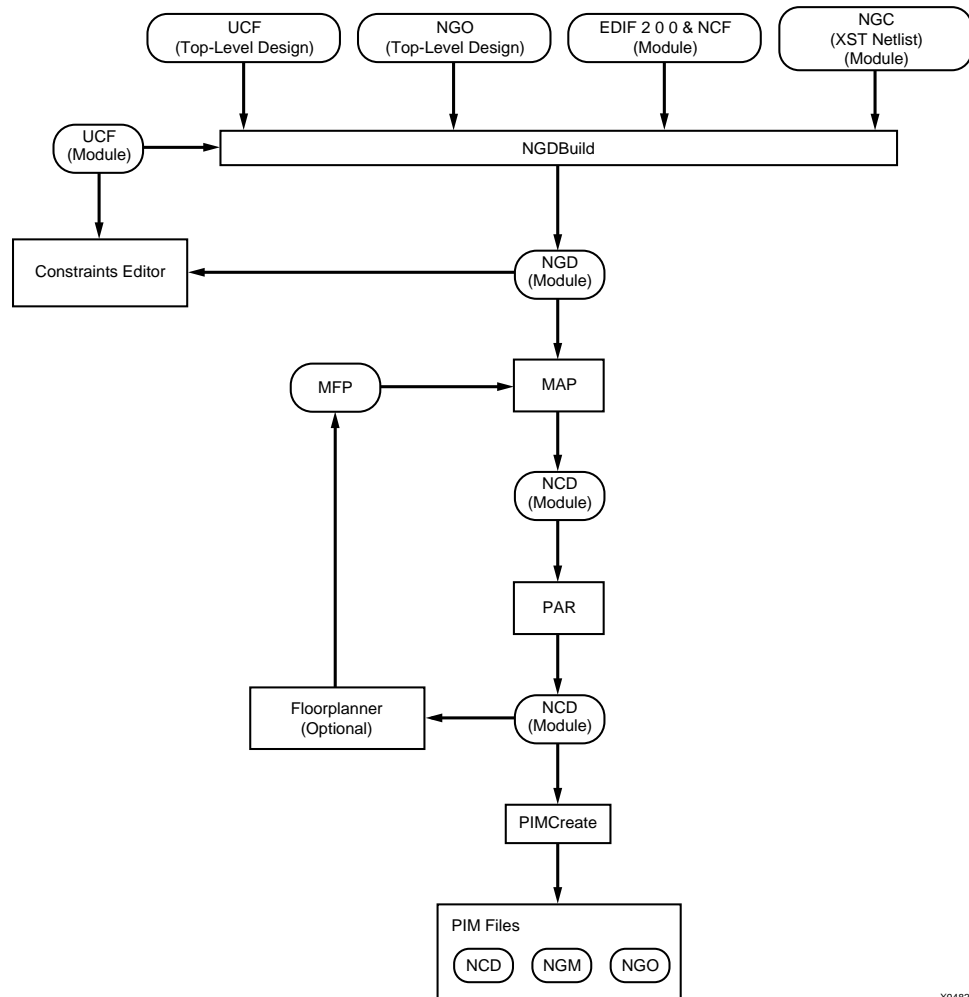 UCF
(Top-Level Design)
NGO
(Top-Level Design)
EDIF 2 0 0 & NCF
(Module)
NGC
(XST Netlist)
(Module)
UCF
(Module)
NGDBuild
Constraints Editor
NGD
(Module)
MFP
MAP
NCD
(Module)
PAR
Floorplanner
(Optional)
NCD
(Module)
PIMCreate
PIM Files
NCD
NGM
NGO